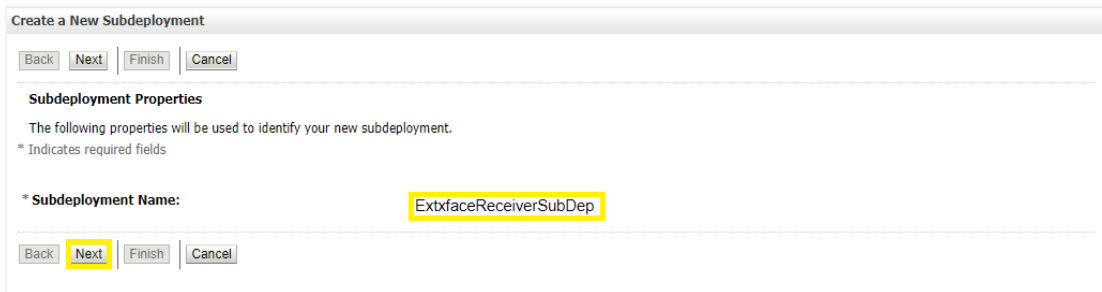 Create a New Subdeployment
Back Next Finish Cancel
Subdeployment Properties
The following properties will be used to identify your new subdeployment.
* Indicates required fields
* Subdeployment Name: ExtxfaceReceiverSubDep
Back Next Finish Cancel